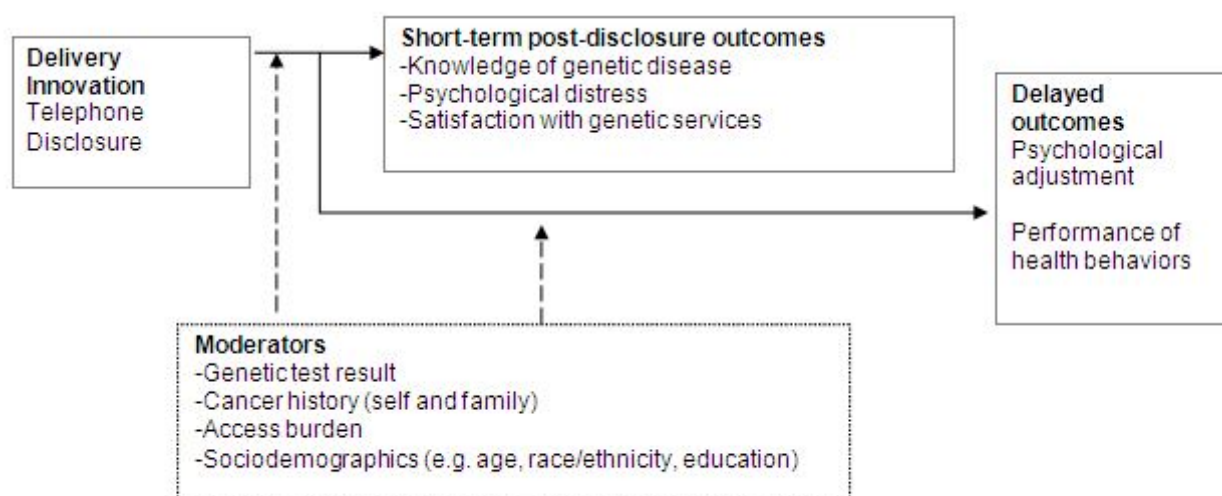 Delivery
Innovation
Telephone
Disclosure
Short-term post-disclosure outcomes
-Knowledge of genetic disease
-Psychological distress
-Satisfaction with genetic services
Delayed
outcomes
Psychological
adjustment
Performance of
health behaviors
Moderators
-Genetic test result
-Cancer history (self and family)
-Access burden
-Sociodemographics (e.g. age, race/ethnicity, education)